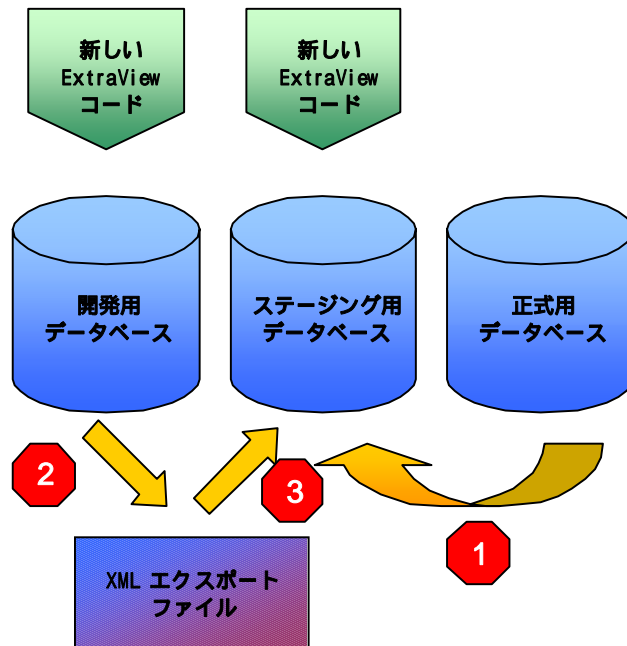 新しい
ExtraView
コード
新しい
ExtraView
コード
開発用
データベース
ステージング用
データベース
正式用
データベース
2
3
1
XML エクスポート
ファイル